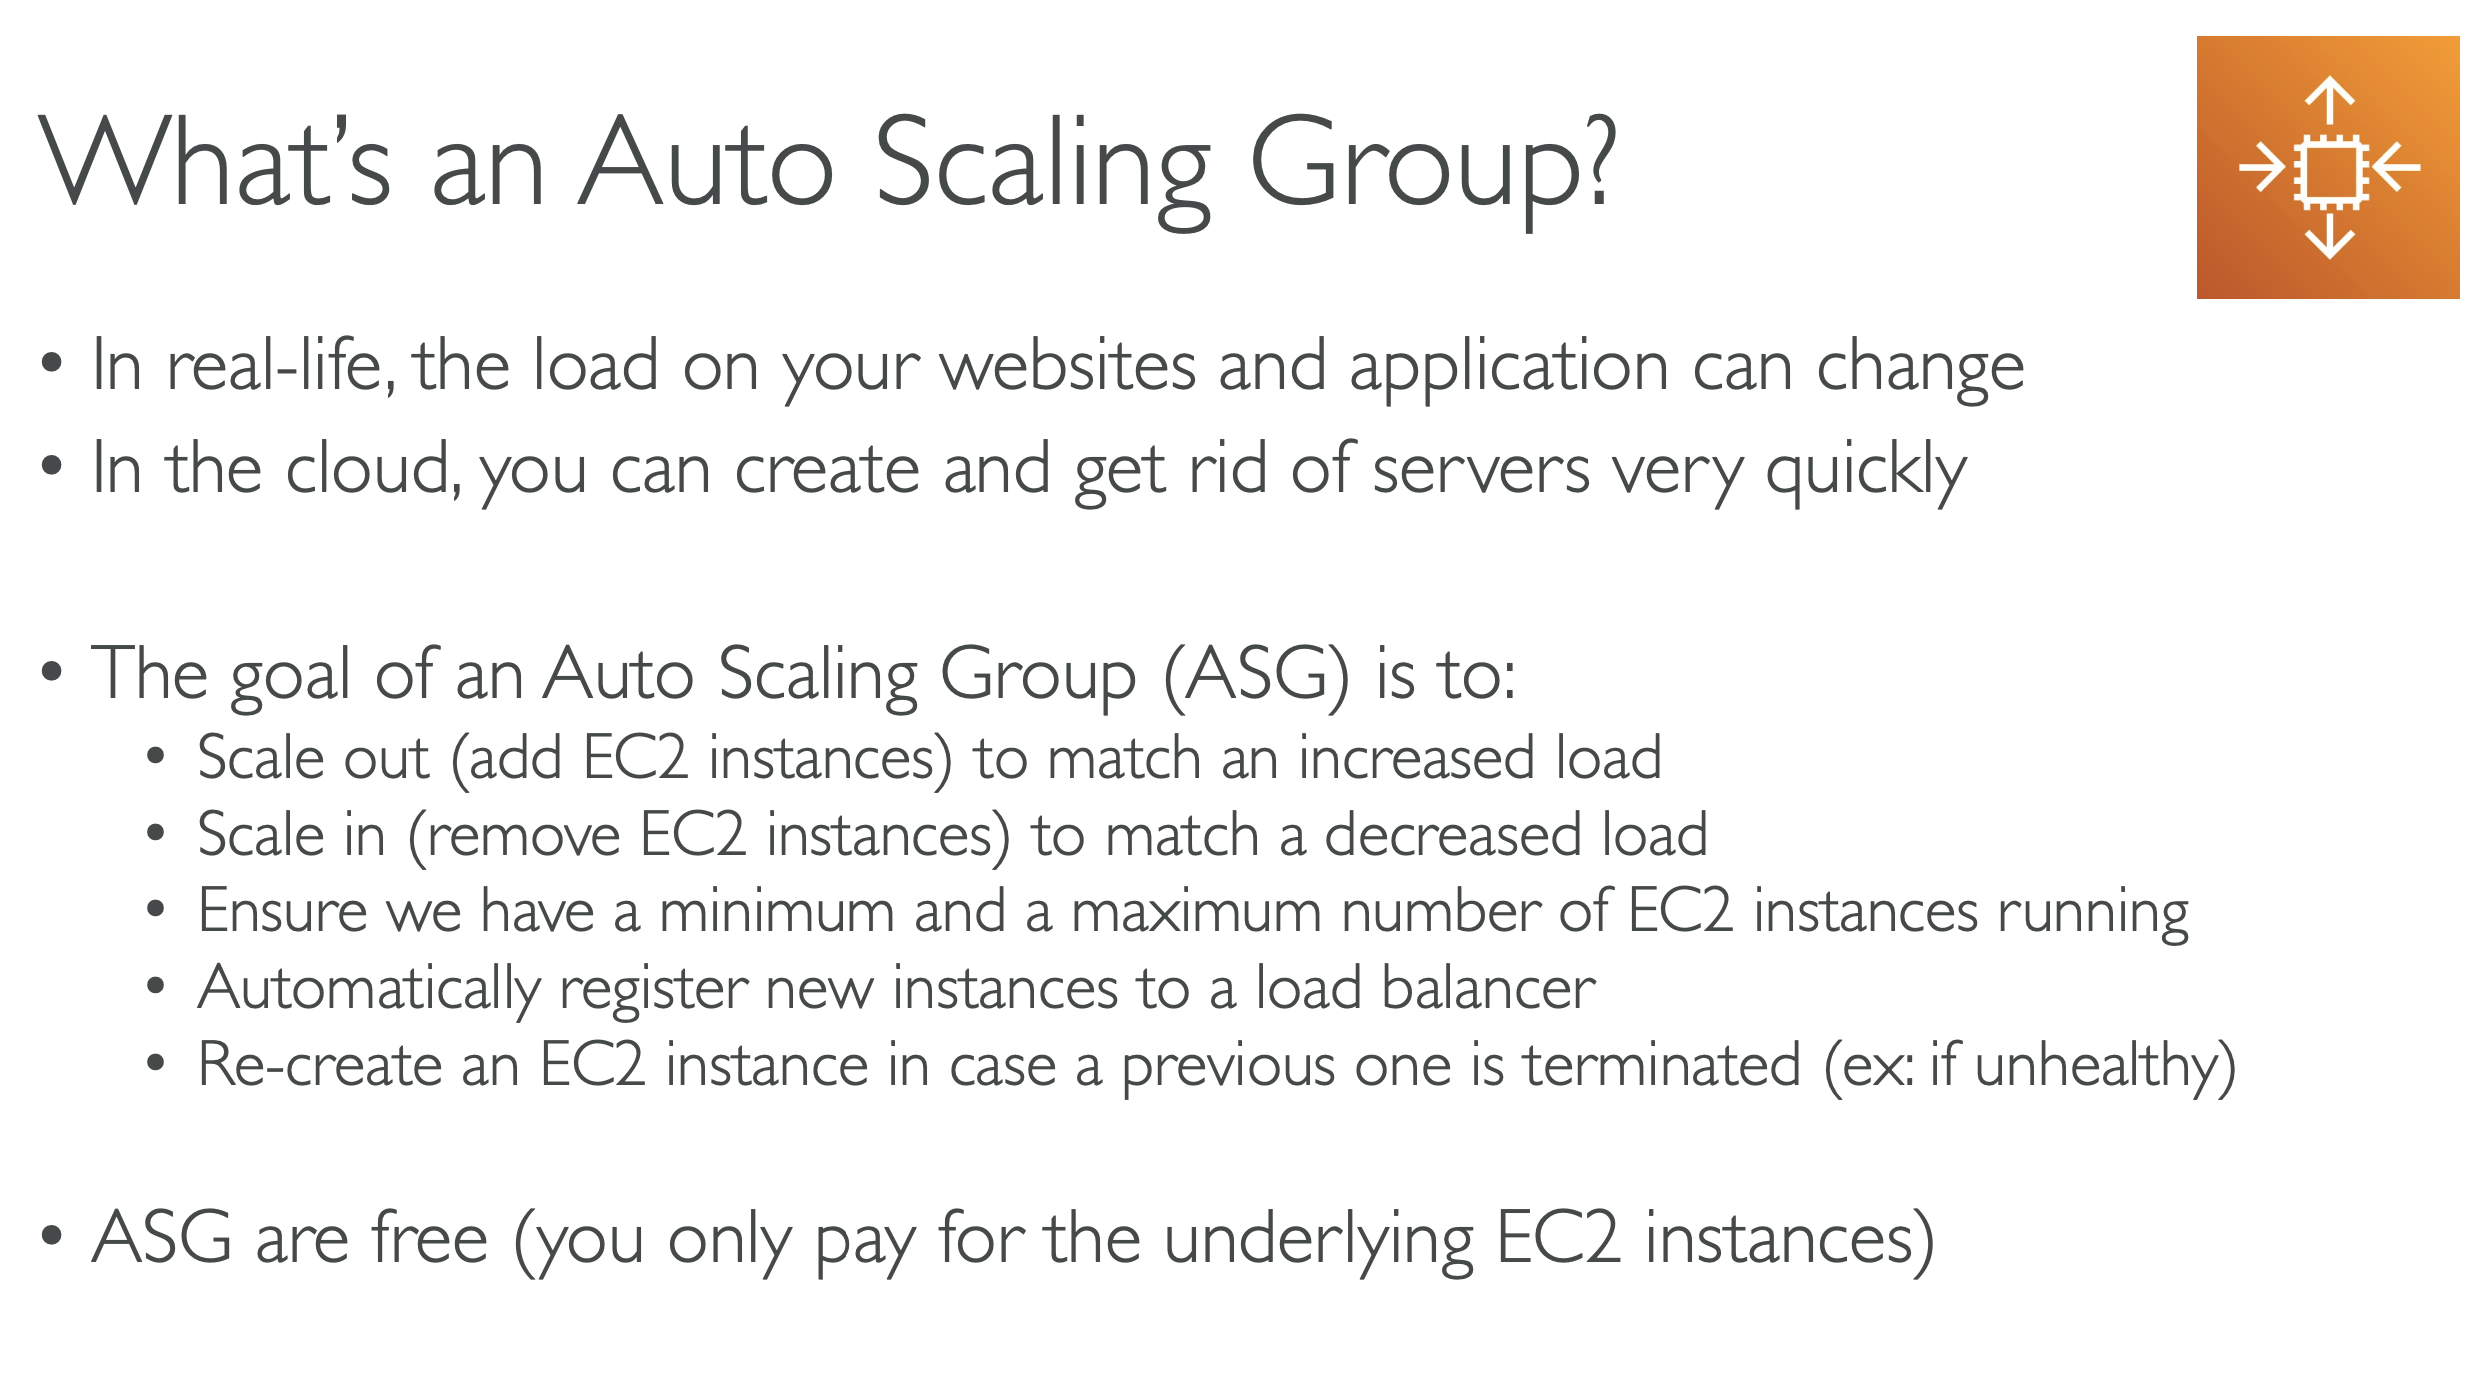 What’s an Auto Scaling Group?
• In real-life, the load on your websites and application can change
• In the cloud, you can create and get rid of servers very quickly
• The goal of an Auto Scaling Group (ASG) is to:
• Scale out (add EC2 instances) to match an increased load
• Scale in (remove EC2 instances) to match a decreased load
• Ensure we have a minimum and a maximum number of EC2 instances running
• Automatically register new instances to a load balancer
• Re-create an EC2 instance in case a previous one is terminated (ex: if unhealthy)
• ASG are free (you only pay for the underlying EC2 instances)